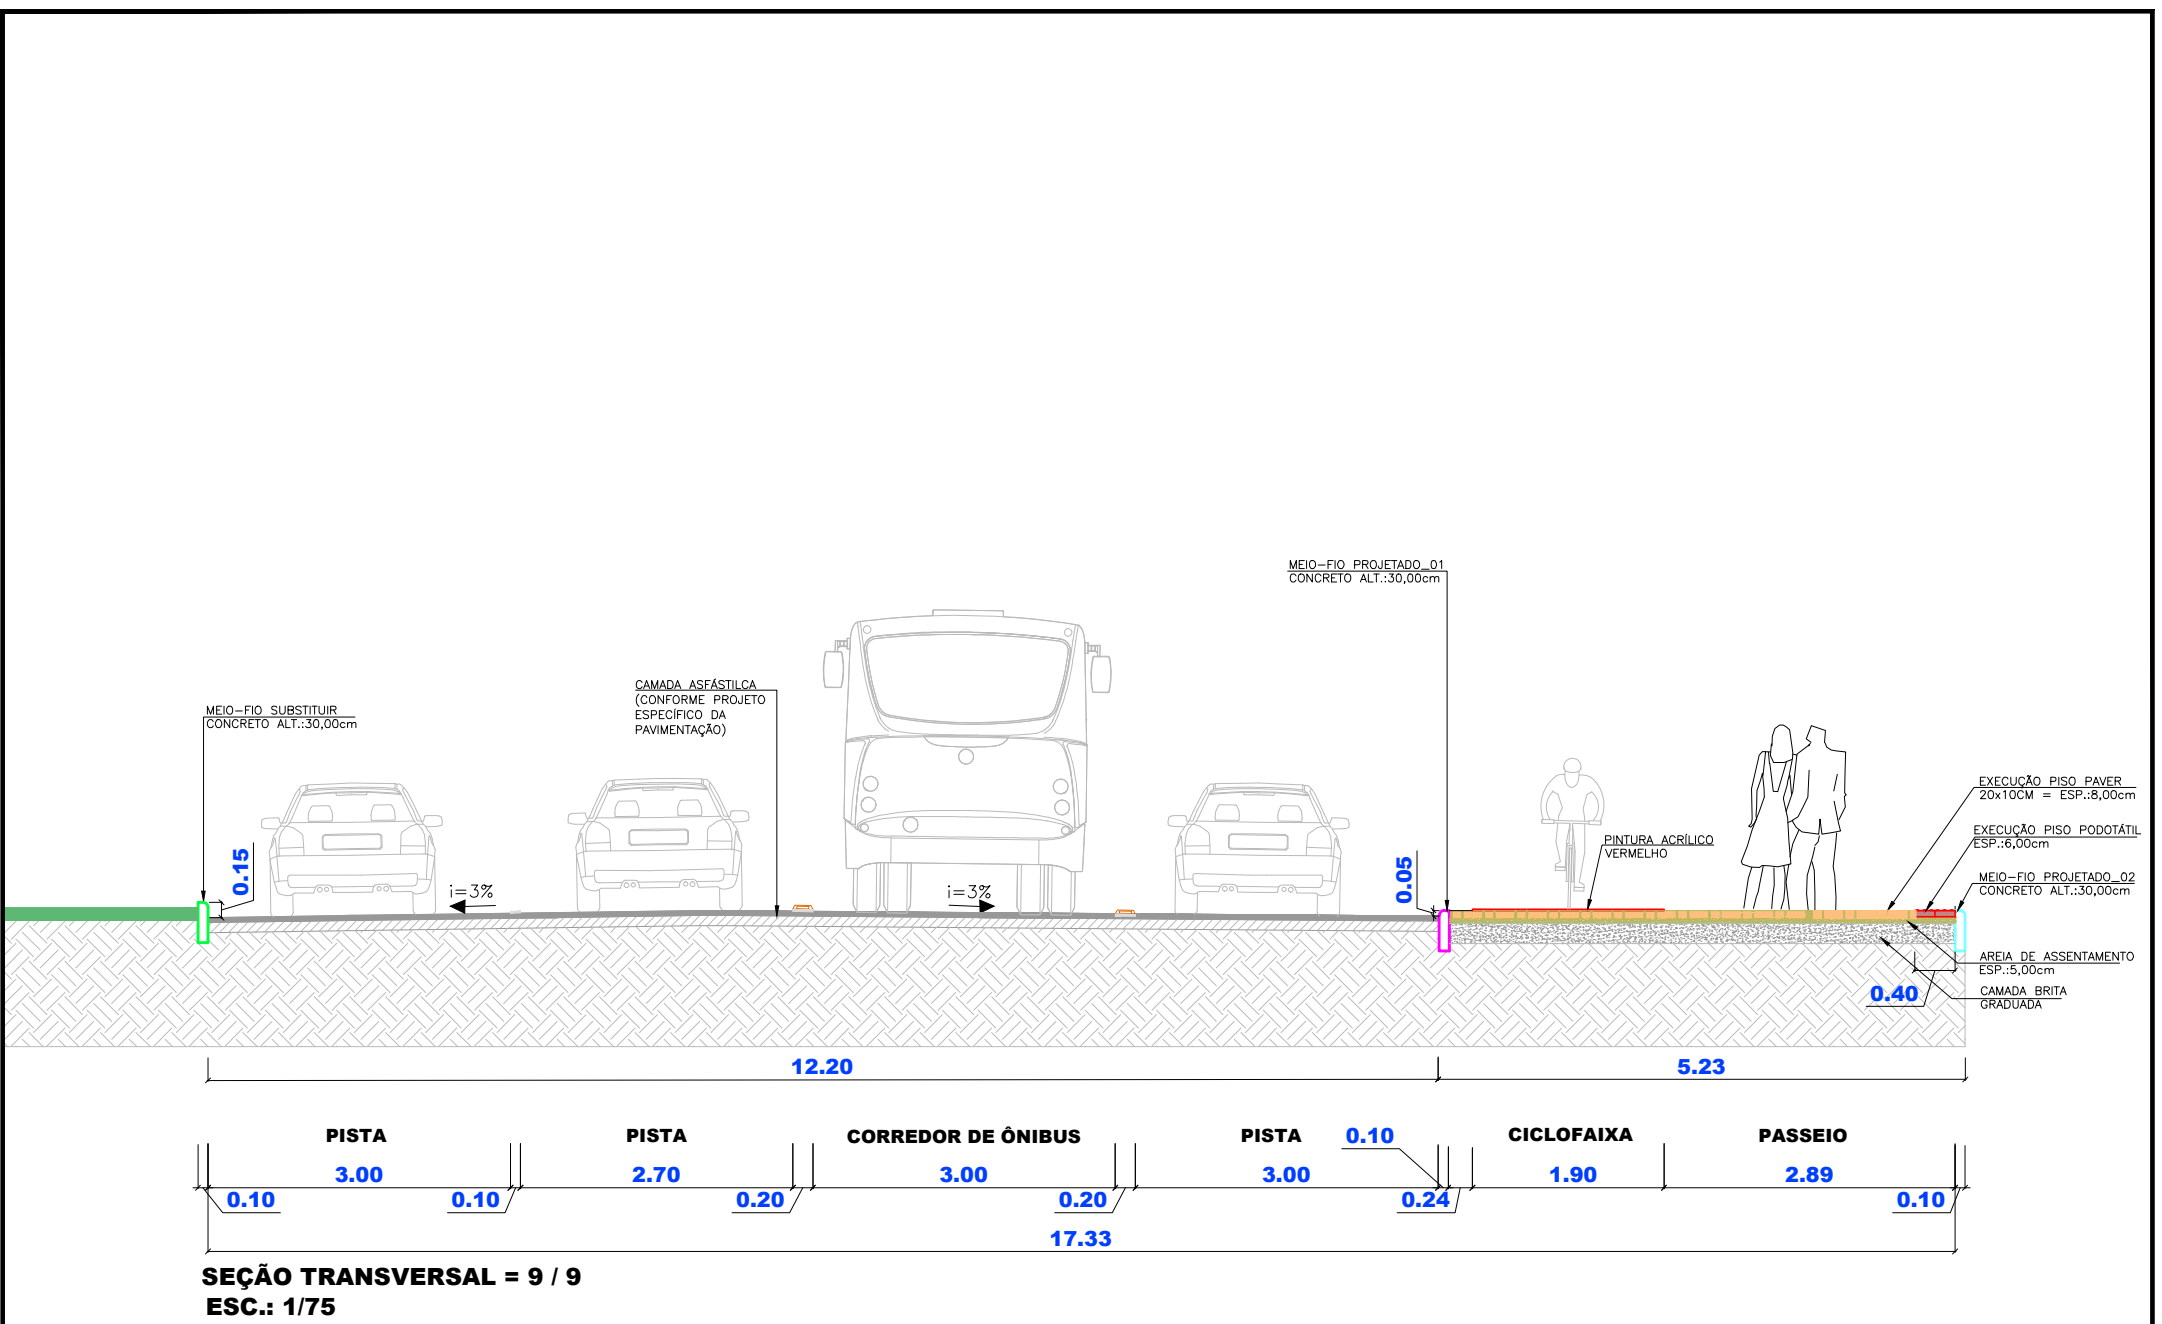 MEIO-FIO PROJETADO_01
CONCRETO ALT.:30,00cm
CAMADA ASFÁSTILCA
(CONFORME PROJETO
ESPECÍFICO DA
PAVIMENTAÇÃO)
MEIO-FIO SUBSTITUIR
CONCRETO ALT.:30,00cm
EXECUÇÃO PISO PAVER
20x10CM = ESP.:8,00cm
EXECUÇÃO PISO PODOTÁTIL
ESP.:6,00cm
PINTURA ACRÍLICO
VERMELHO
MEIO-FIO PROJETADO_02
CONCRETO ALT.:30,00cm
0.15
i=3%
i=3%
0.05
AREIA DE ASSENTAMENTO
ESP.:5,00cm
CAMADA BRITA
GRADUADA
0.40
12.20
5.23
PISTA
PISTA
CORREDOR DE ÔNIBUS
PISTA
0.10
CICLOFAIXA
PASSEIO
3.00
2.70
3.00
3.00
1.90
2.89
0.10
0.10
0.20
0.20
0.24
0.10
17.33
SEÇÃO TRANSVERSAL = 9 / 9
ESC.: 1/75